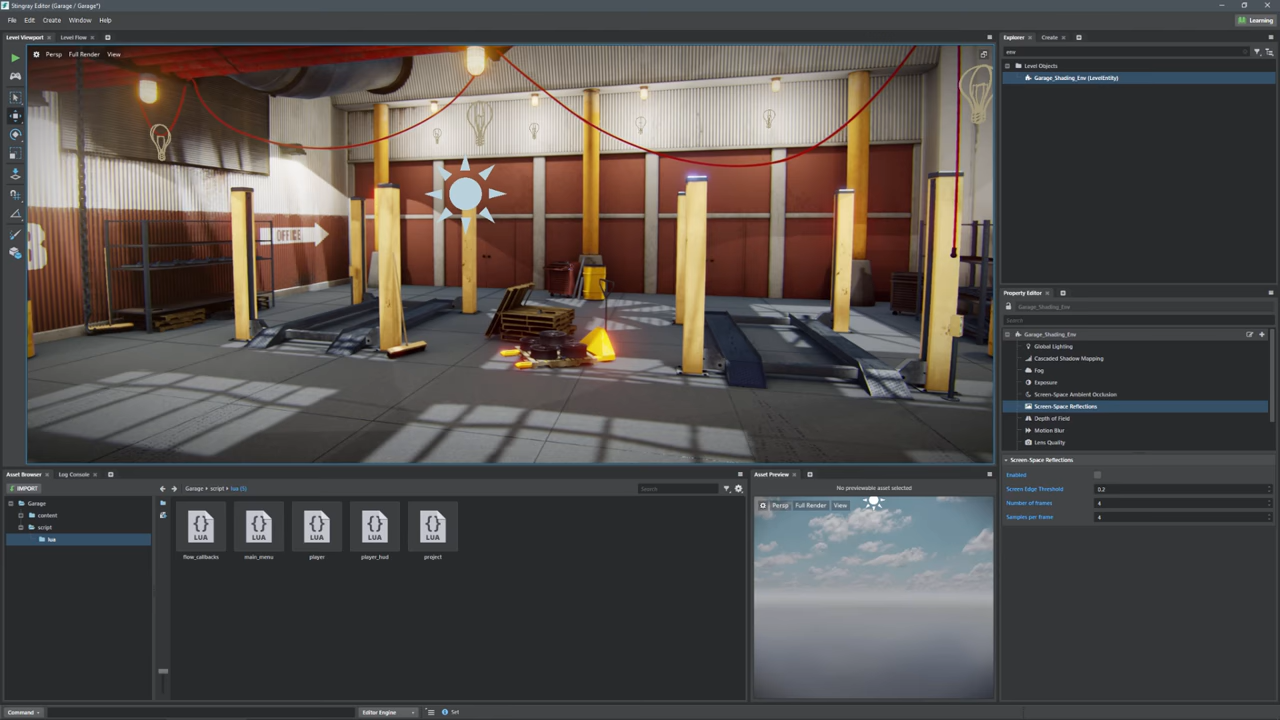 Stingray Editor (Garage / Garage*)
File Edit Create Window Help
Learning
Level Viewport Level Flow
Persp Full Render View
OFFICE
Explorer Create
env
Level Objects
Garage_Shading_Env (LevelEntity)
Property Editor
Garage_Shading_Env
Search
Garage_Shading_Env
Global Lighting
Cascaded Shadow Mapping
Fog
Exposure
Screen-Space Ambient Occlusion
Screen-Space Reflections
Depth of Field
Motion Blur
Lens Quality
Screen-Space Reflections
Enabled
Screen Edge Threshold 0.2
Number of frames 4
Samples per frame 4
Asset Browser Log Console
IMPORT
Garage
content
script
lua
Garage script lua (5)
Search
LUA LUA LUA LUA LUA
flow_callbacks main_menu player player_hud project
Asset Preview
No previewable asset selected
Persp Full Render View
Command
Editor Engine
Set